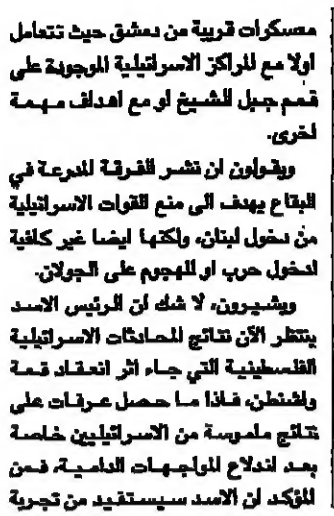 معسكرات قريبة من دمشق حيث تتعامل
اولا مع المراكز الاسرائيلية الموجودة على
قمم جبل الشيخ او مع اهداف مهمة
اخرى.
ويقولون ان نشر الفرقة المدرعة في
البقاع يهدف الى منع القوات الاسرائيلية
من دخول لبنان، ولكنها ايضا غير كافية
لدخول حرب او للهجوم على الجولان.
ويشيرون، لا شك ان الرئيس الاسد
ينتظر الآن نتائج المحادثات الاسرائيلية
الفلسطينية التي جاء اثر انعقاد قمة
واشنطن، فاذا ما حصل عرفات على
نتائج ملموسة من الاسرائيليين خاصة
بعد اندلاع المواجهات الدامية، فمن
المؤكد ان الاسد سيستفيد من تجربة